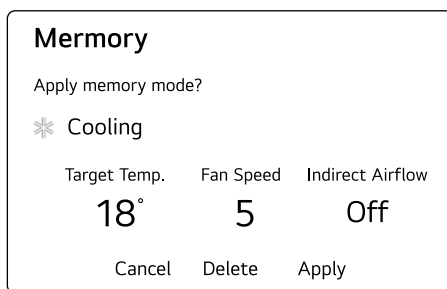 Mermory
Apply memory mode?
Cooling
Target Temp. Fan Speed Indirect Airflow
18° 5 Off
Cancel Delete Apply